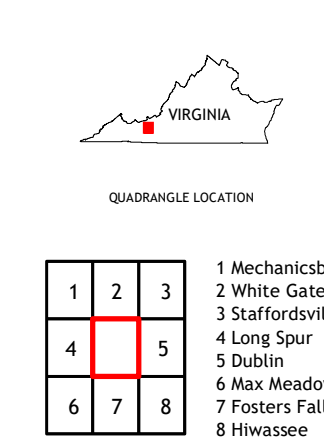 VIRGINIA
QUADRANGLE LOCATION
1 2 3
4 5
6 7 8
1 Mechanicsb
2 White Gate
3 Staffordsvil
4 Long Spur
5 Dublin
6 Max Meado
7 Fosters Fall
8 Hiwassee